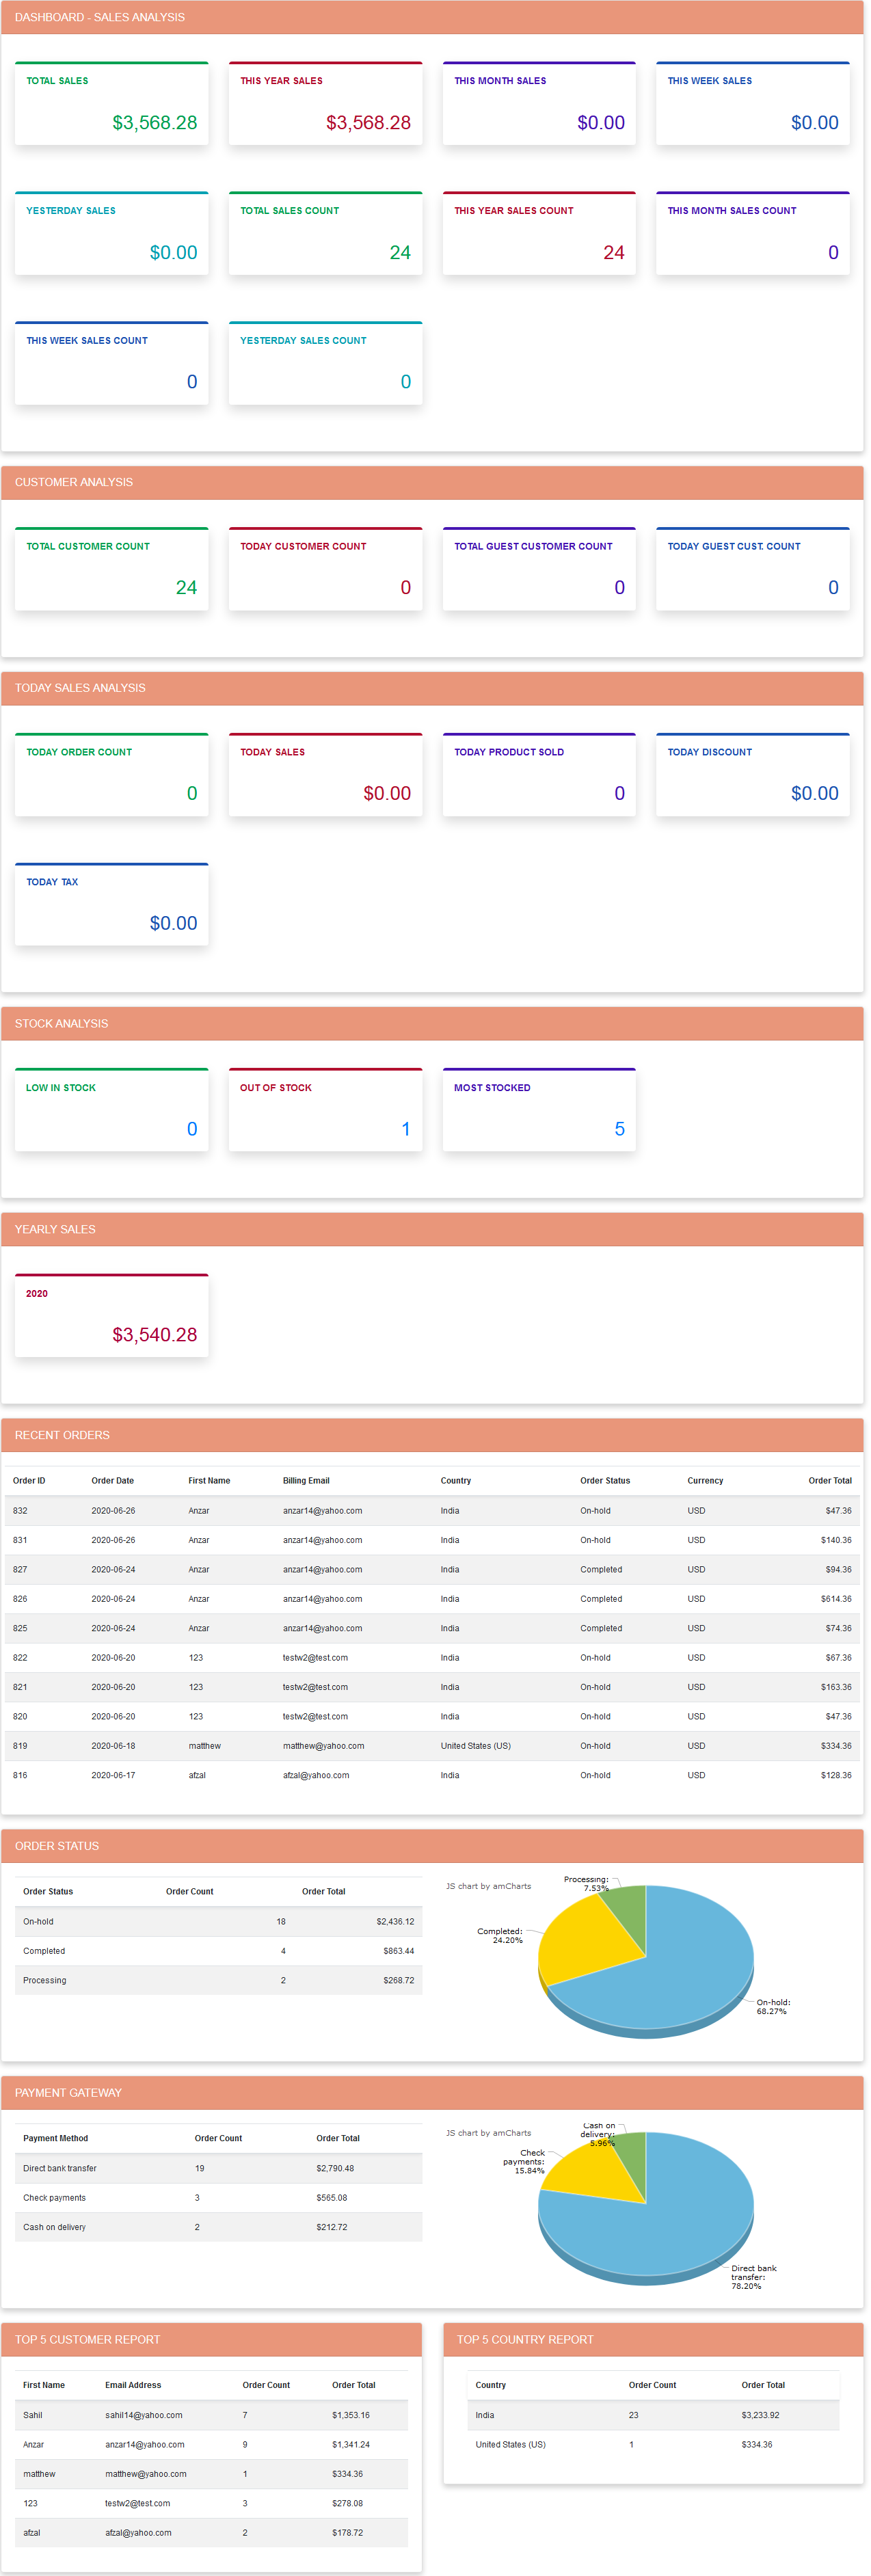 DASHBOARD - SALES ANALYSIS
TOTAL SALES
$3,568.28
THIS YEAR SALES
$3,568.28
THIS MONTH SALES
$0.00
THIS WEEK SALES
$0.00
YESTERDAY SALES
$0.00
TOTAL SALES COUNT
24
THIS YEAR SALES COUNT
24
THIS MONTH SALES COUNT
0
THIS WEEK SALES COUNT
0
YESTERDAY SALES COUNT
0
CUSTOMER ANALYSIS
TOTAL CUSTOMER COUNT
24
TODAY CUSTOMER COUNT
0
TOTAL GUEST CUSTOMER COUNT
0
TODAY GUEST CUST. COUNT
0
TODAY SALES ANALYSIS
TODAY ORDER COUNT
0
TODAY SALES
$0.00
TODAY PRODUCT SOLD
0
TODAY DISCOUNT
$0.00
TODAY TAX
$0.00
STOCK ANALYSIS
LOW IN STOCK
0
OUT OF STOCK
1
MOST STOCKED
5
YEARLY SALES
2020
$3,540.28
RECENT ORDERS
Order ID Order Date First Name Billing Email Country Order Status Currency Order Total
832 2020-06-26 Anzar anzar14@yahoo.com India On-hold USD $47.36
831 2020-06-26 Anzar anzar14@yahoo.com India On-hold USD $140.36
827 2020-06-24 Anzar anzar14@yahoo.com India Completed USD $94.36
826 2020-06-24 Anzar anzar14@yahoo.com India Completed USD $614.36
825 2020-06-24 Anzar anzar14@yahoo.com India Completed USD $74.36
822 2020-06-20 123 testw2@test.com India On-hold USD $67.36
821 2020-06-20 123 testw2@test.com India On-hold USD $163.36
820 2020-06-20 123 testw2@test.com India On-hold USD $47.36
819 2020-06-18 matthew matthew@yahoo.com United States (US) On-hold USD $334.36
816 2020-06-17 afzal afzal@yahoo.com India On-hold USD $128.36
ORDER STATUS
Order Status Order Count Order Total
On-hold 18 $2,436.12
Completed 4 $863.44
Processing 2 $268.72
JS chart by amCharts
Processing:
7.53%
Completed:
24.20%
On-hold:
68.27%
PAYMENT GATEWAY
Payment Method Order Count Order Total
Direct bank transfer 19 $2,790.48
Check payments 3 $565.08
Cash on delivery 2 $212.72
JS chart by amCharts
Cash on
delivery:
5.96%
Check
payments:
15.84%
Direct bank
transfer:
78.20%
TOP 5 CUSTOMER REPORT
First Name Email Address Order Count Order Total
Sahil sahil14@yahoo.com 7 $1,353.16
Anzar anzar14@yahoo.com 9 $1,341.24
matthew matthew@yahoo.com 1 $334.36
123 testw2@test.com 3 $278.08
afzal afzal@yahoo.com 2 $178.72
TOP 5 COUNTRY REPORT
Country Order Count Order Total
India 23 $3,233.92
United States (US) 1 $334.36